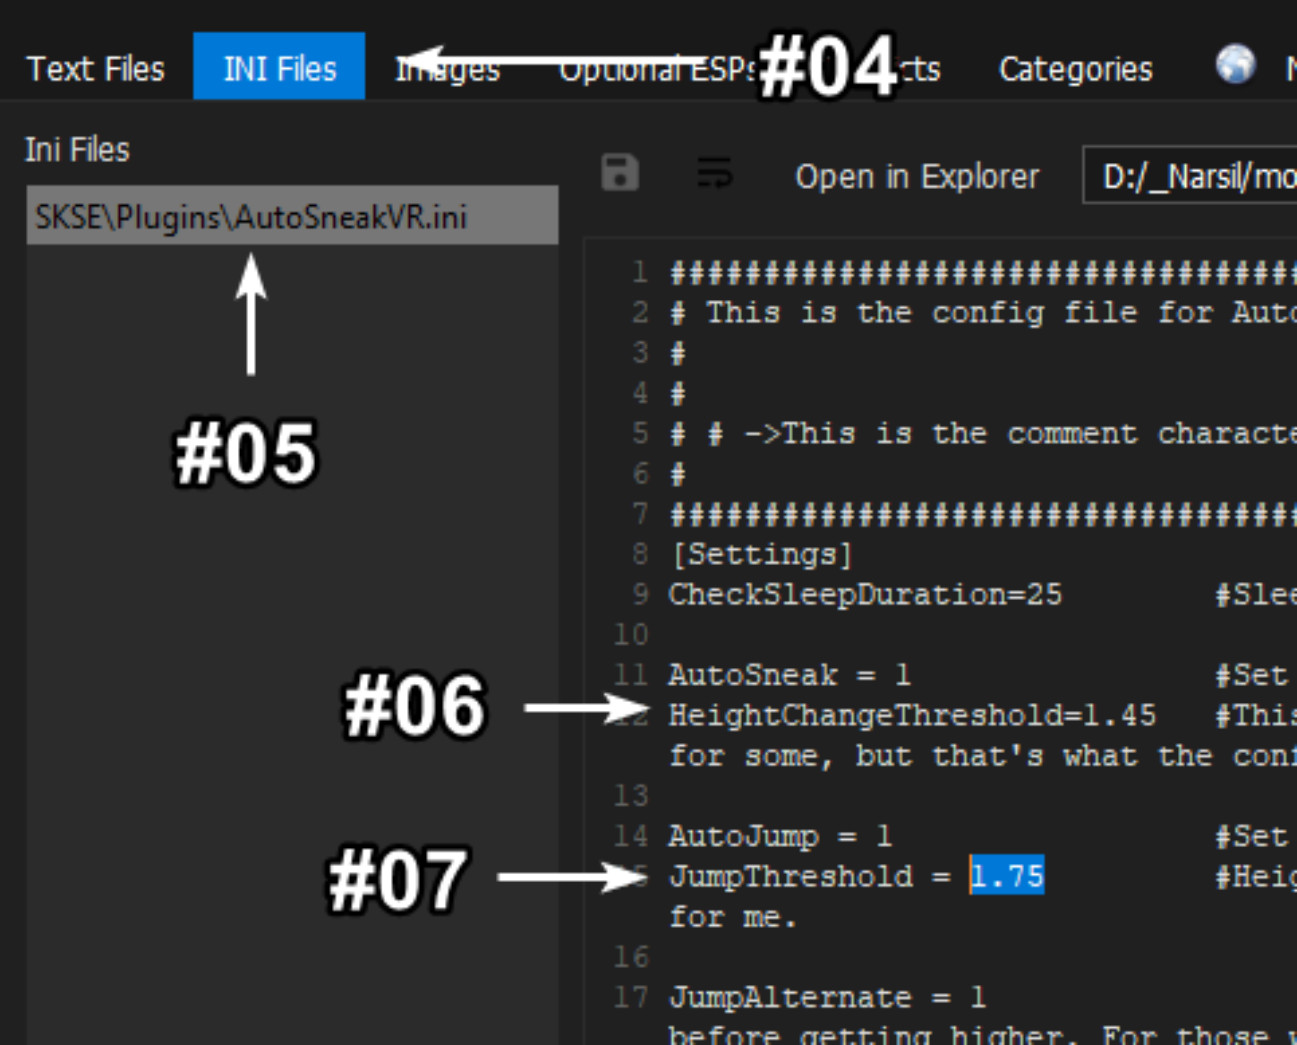 Text Files INI Files Images Optional ESPs Categories
#04
Ini Files
Open in Explorer D:/_Narsil/mo
SKSE\Plugins\AutoSneakVR.ini
#05
#06
#07
1 ##################################
2 # This is the config file for Auto
3 #
4 #
5 # # ->This is the comment characte
6 #
7 ##################################
8 [Settings]
9 CheckSleepDuration=25 #Slee
10
11 AutoSneak = 1 #Set
12 HeightChangeThreshold=1.45 #This
for some, but that's what the conf
13
14 AutoJump = 1 #Set
15 JumpThreshold = 1.75 #Heig
for me.
16
17 JumpAlternate = 1
before getting higher. For those